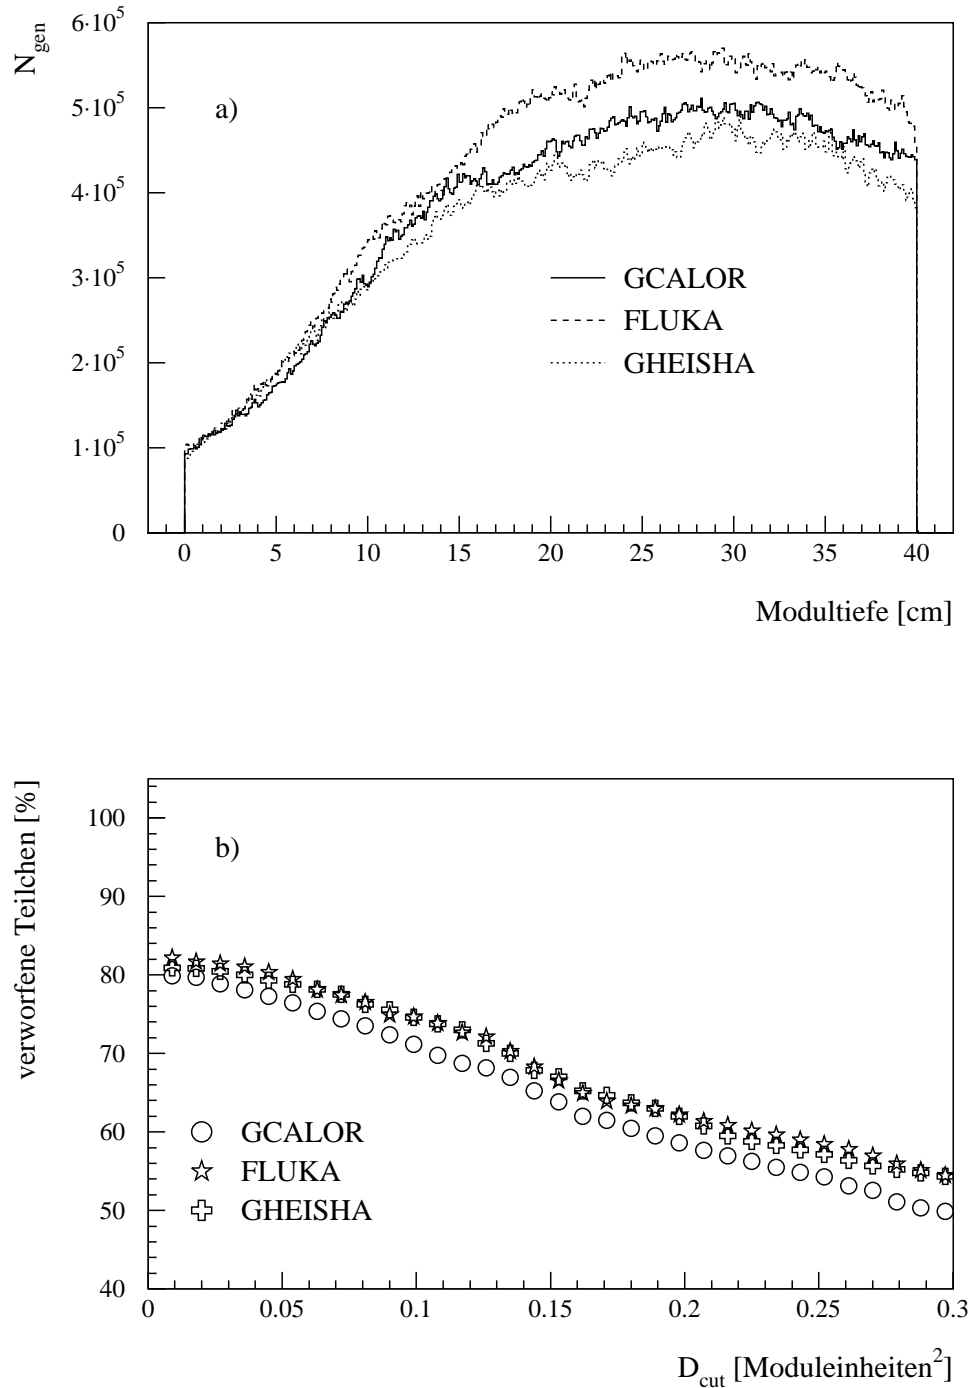 N_gen
6·10^5
5·10^5
4·10^5
3·10^5
2·10^5
1·10^5
0
a)
GCALOR
FLUKA
GHEISHA
0 5 10 15 20 25 30 35 40
Modultiefe [cm]
verworfene Teilchen [%]
100
90
80
70
60
50
40
b)
GCALOR
FLUKA
GHEISHA
0 0.05 0.1 0.15 0.2 0.25 0.3
D_cut [Moduleinheiten^2]